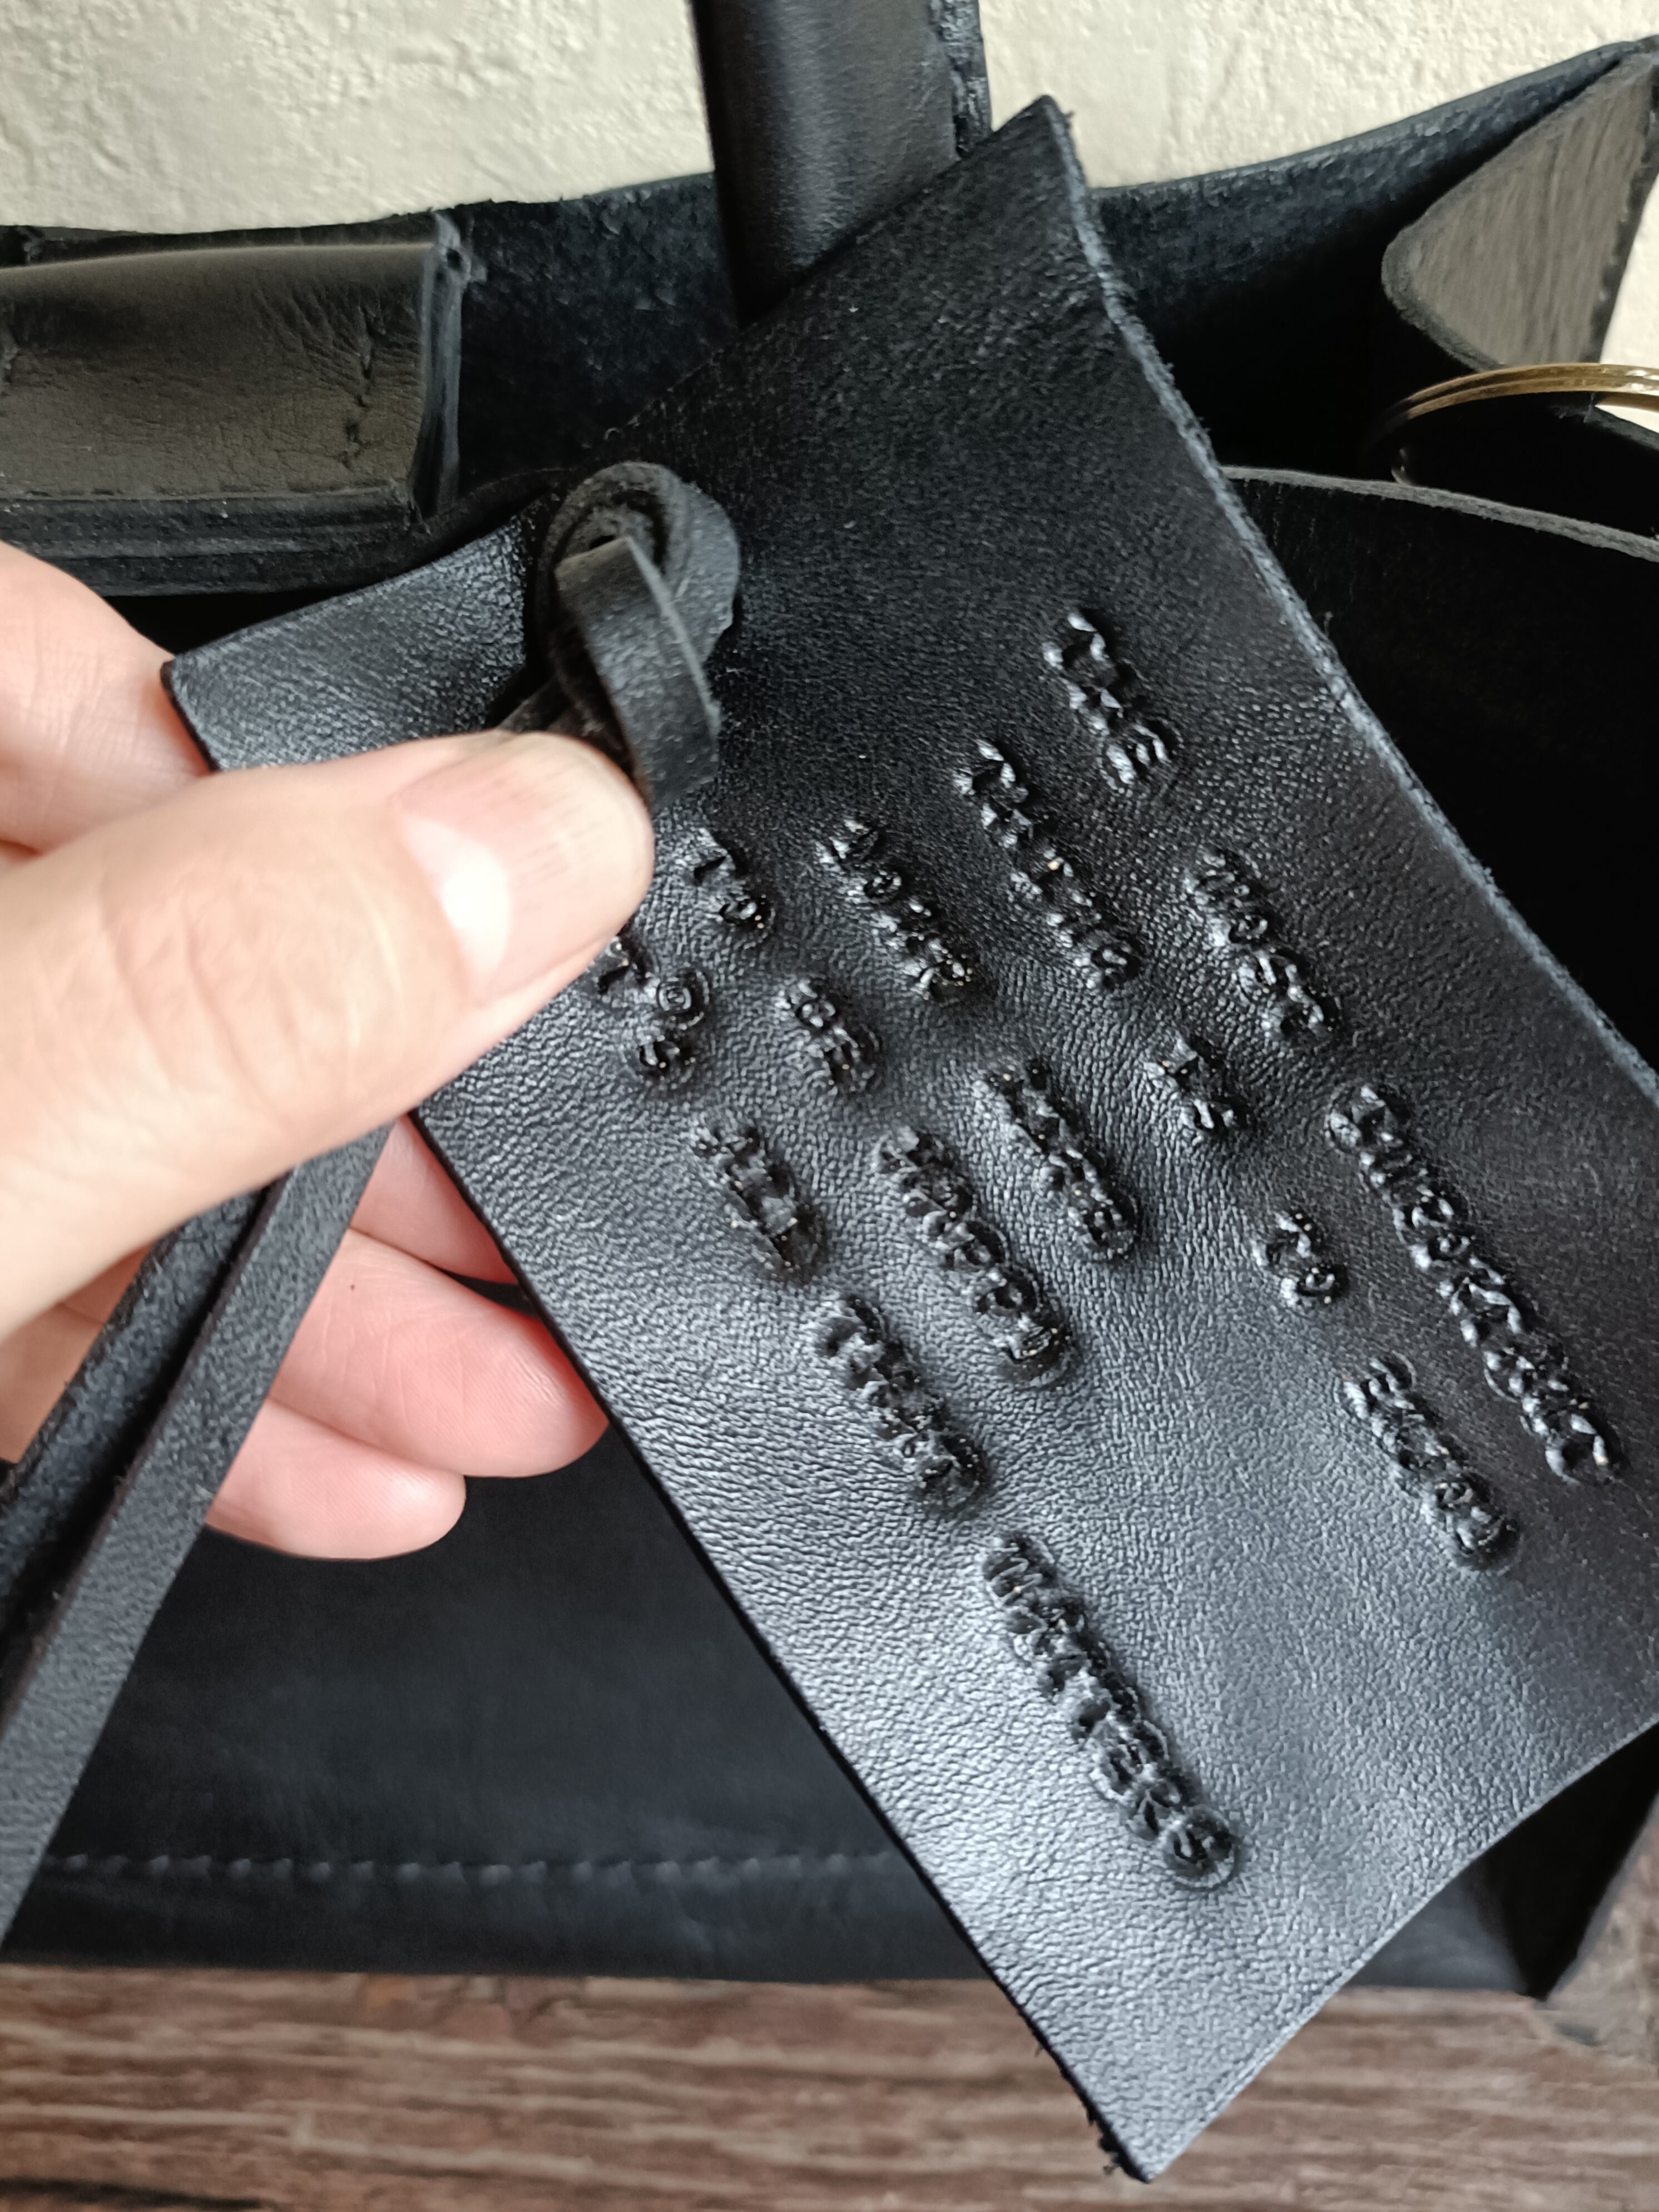 THE MOST IMPORTANT
THING IS TO ENJOY
YOUR LIFE
TO BE HAPPY
IT'S ALL THAT MATTERS